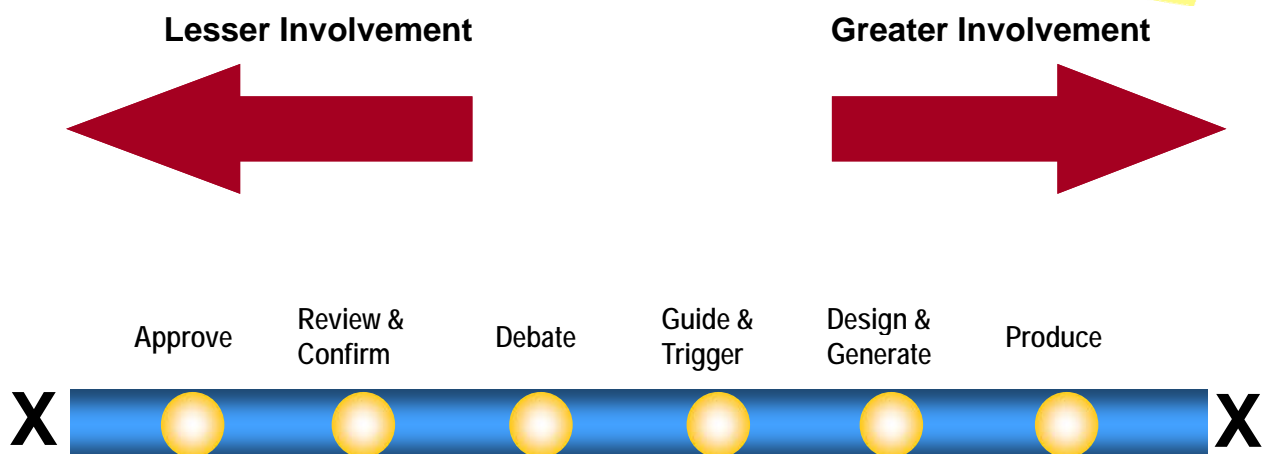 Lesser Involvement
Greater Involvement
Approve
Review &
Confirm
Debate
Guide &
Trigger
Design &
Generate
Produce
X
X